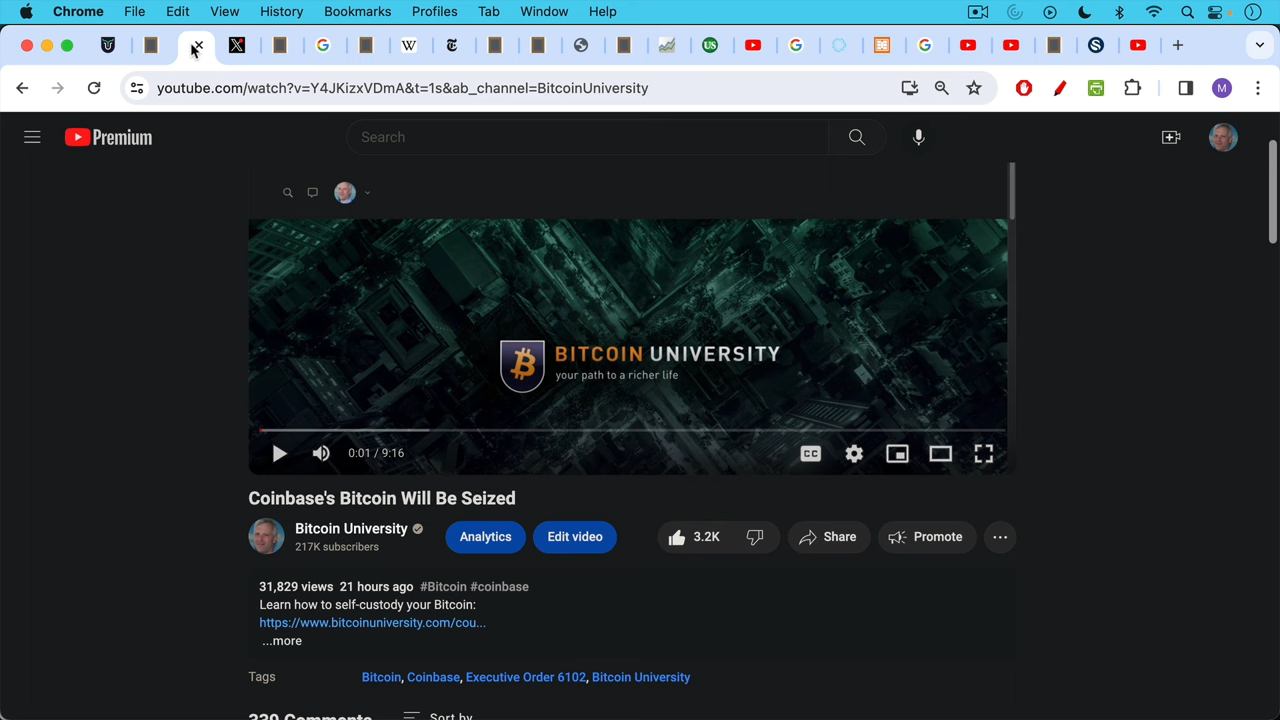 Chrome File Edit View History Bookmarks Profiles Tab Window Help
youtube.com/watch?v=Y4JKizxVDmA&t=1s&ab_channel=BitcoinUniversity
M
Premium
Search
BITCOIN UNIVERSITY
your path to a richer life
0:01 / 9:16
CC
Coinbase's Bitcoin Will Be Seized
Bitcoin University
217K subscribers
Analytics
Edit video
3.2K
Share
Promote
31,829 views 21 hours ago #Bitcoin #coinbase
Learn how to self-custody your Bitcoin:
https://www.bitcoinuniversity.com/cou...
...more
Tags
Bitcoin, Coinbase, Executive Order 6102, Bitcoin University
339 Comments
Sort by